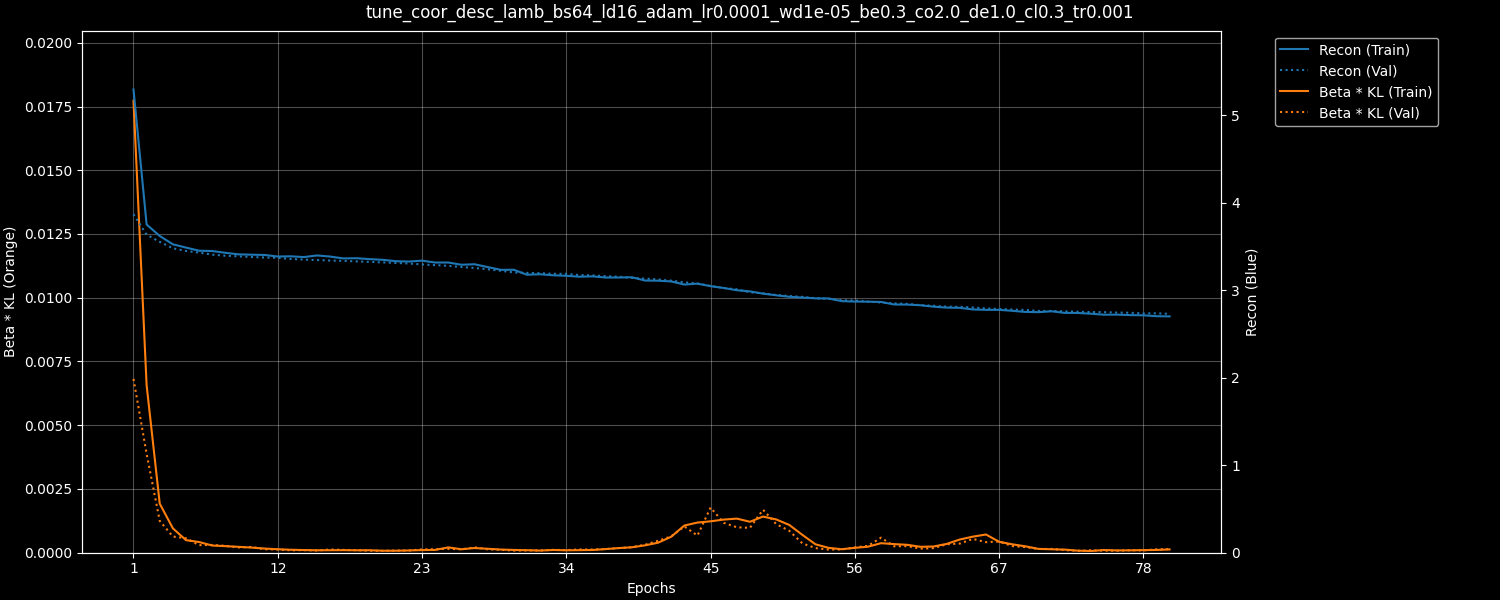 tune_coor_desc_lamb_bs64_ld16_adam_lr0.0001_wd1e-05_be0.3_co2.0_de1.0_cl0.3_tr0.001
Recon (Train)
Recon (Val)
Beta * KL (Train)
Beta * KL (Val)
Beta * KL (Orange)
0.0200
0.0175
0.0150
0.0125
0.0100
0.0075
0.0050
0.0025
0.0000
5
4
3
2
1
0
Recon (Blue)
1 12 23 34 45 56 67 78
Epochs